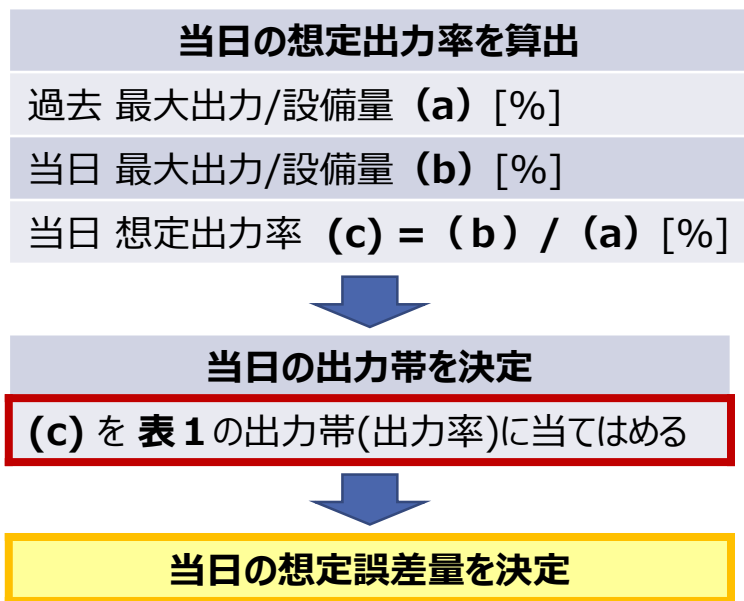 当日の想定出力率を算出
過去 最大出力/設備量（a）[%]
当日 最大出力/設備量（b）[%]
当日 想定出力率 (c) =（ｂ）/（a）[%]
当日の出力帯を決定
(c) を 表１の出力帯(出力率)に当てはめる
当日の想定誤差量を決定